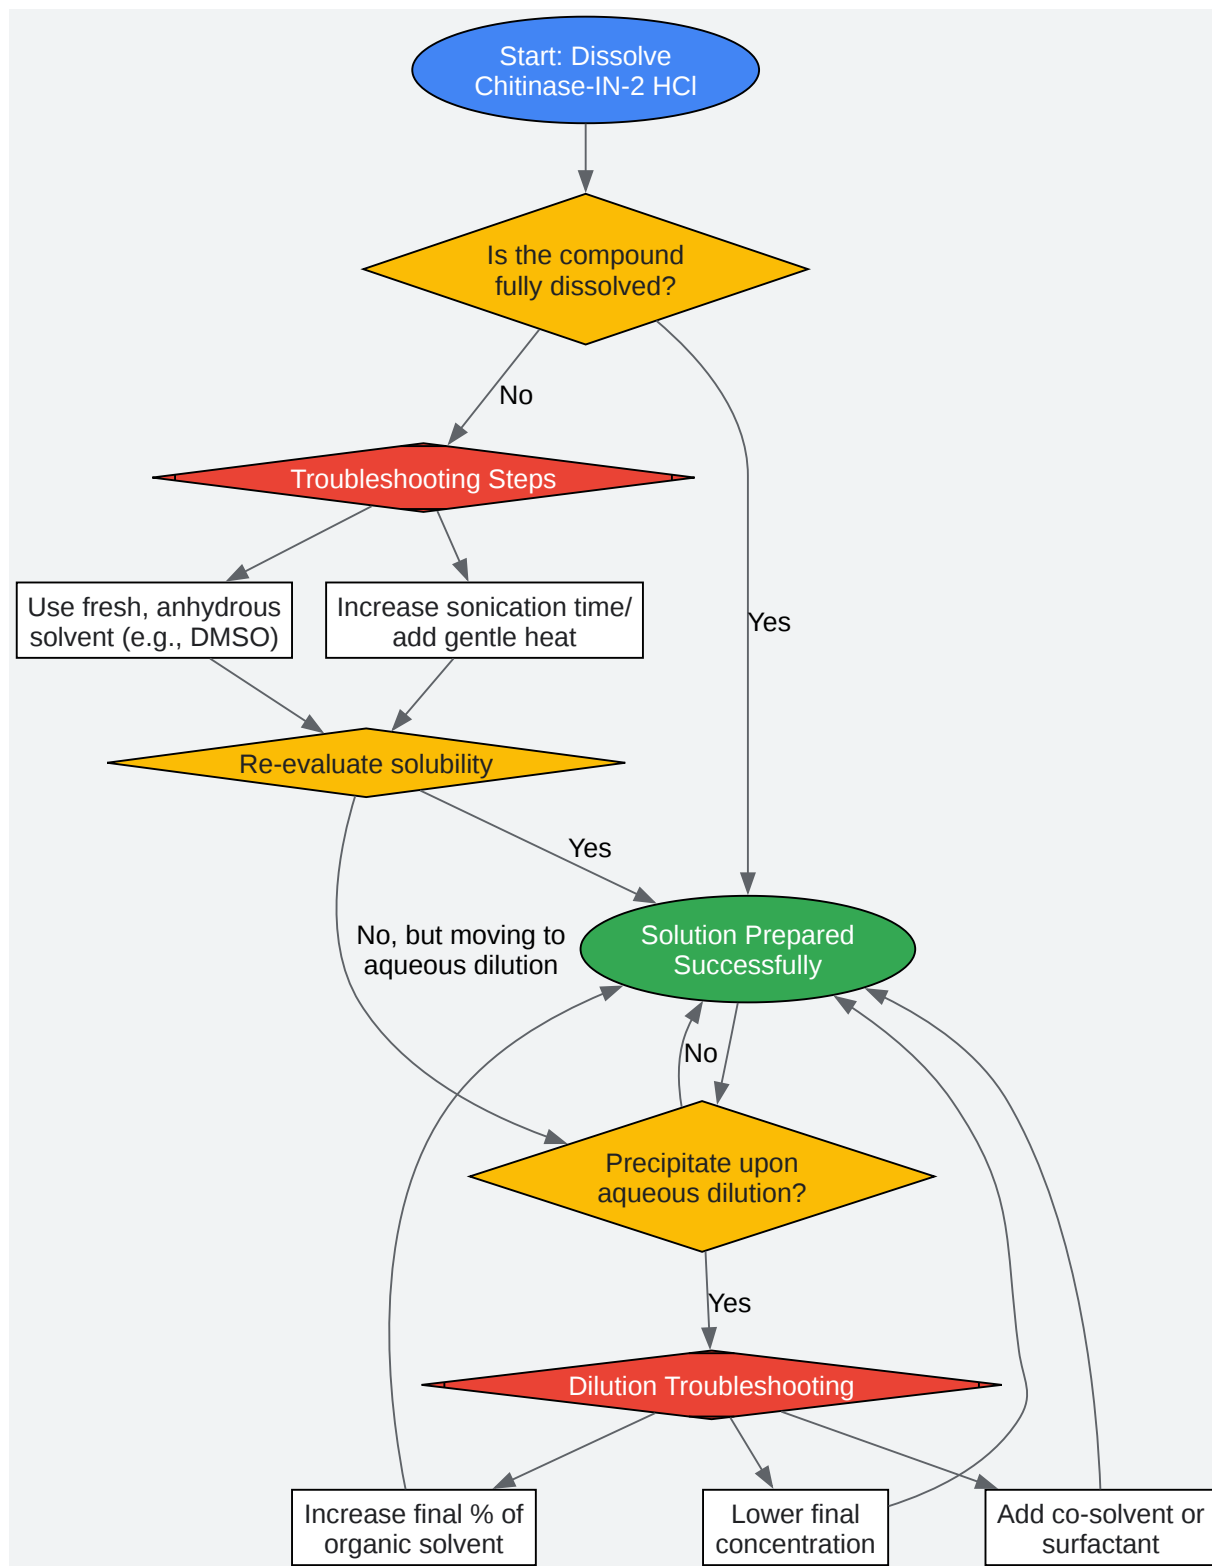 Start: Dissolve
Chitinase-IN-2 HCl
Is the compound
fully dissolved?
No
Troubleshooting Steps
Use fresh, anhydrous
solvent (e.g., DMSO)
Increase sonication time/
add gentle heat
Yes
Re-evaluate solubility
Yes
No, but moving to
aqueous dilution
Solution Prepared
Successfully
No
Precipitate upon
aqueous dilution?
Yes
Dilution Troubleshooting
Increase final % of
organic solvent
Lower final
concentration
Add co-solvent or
surfactant